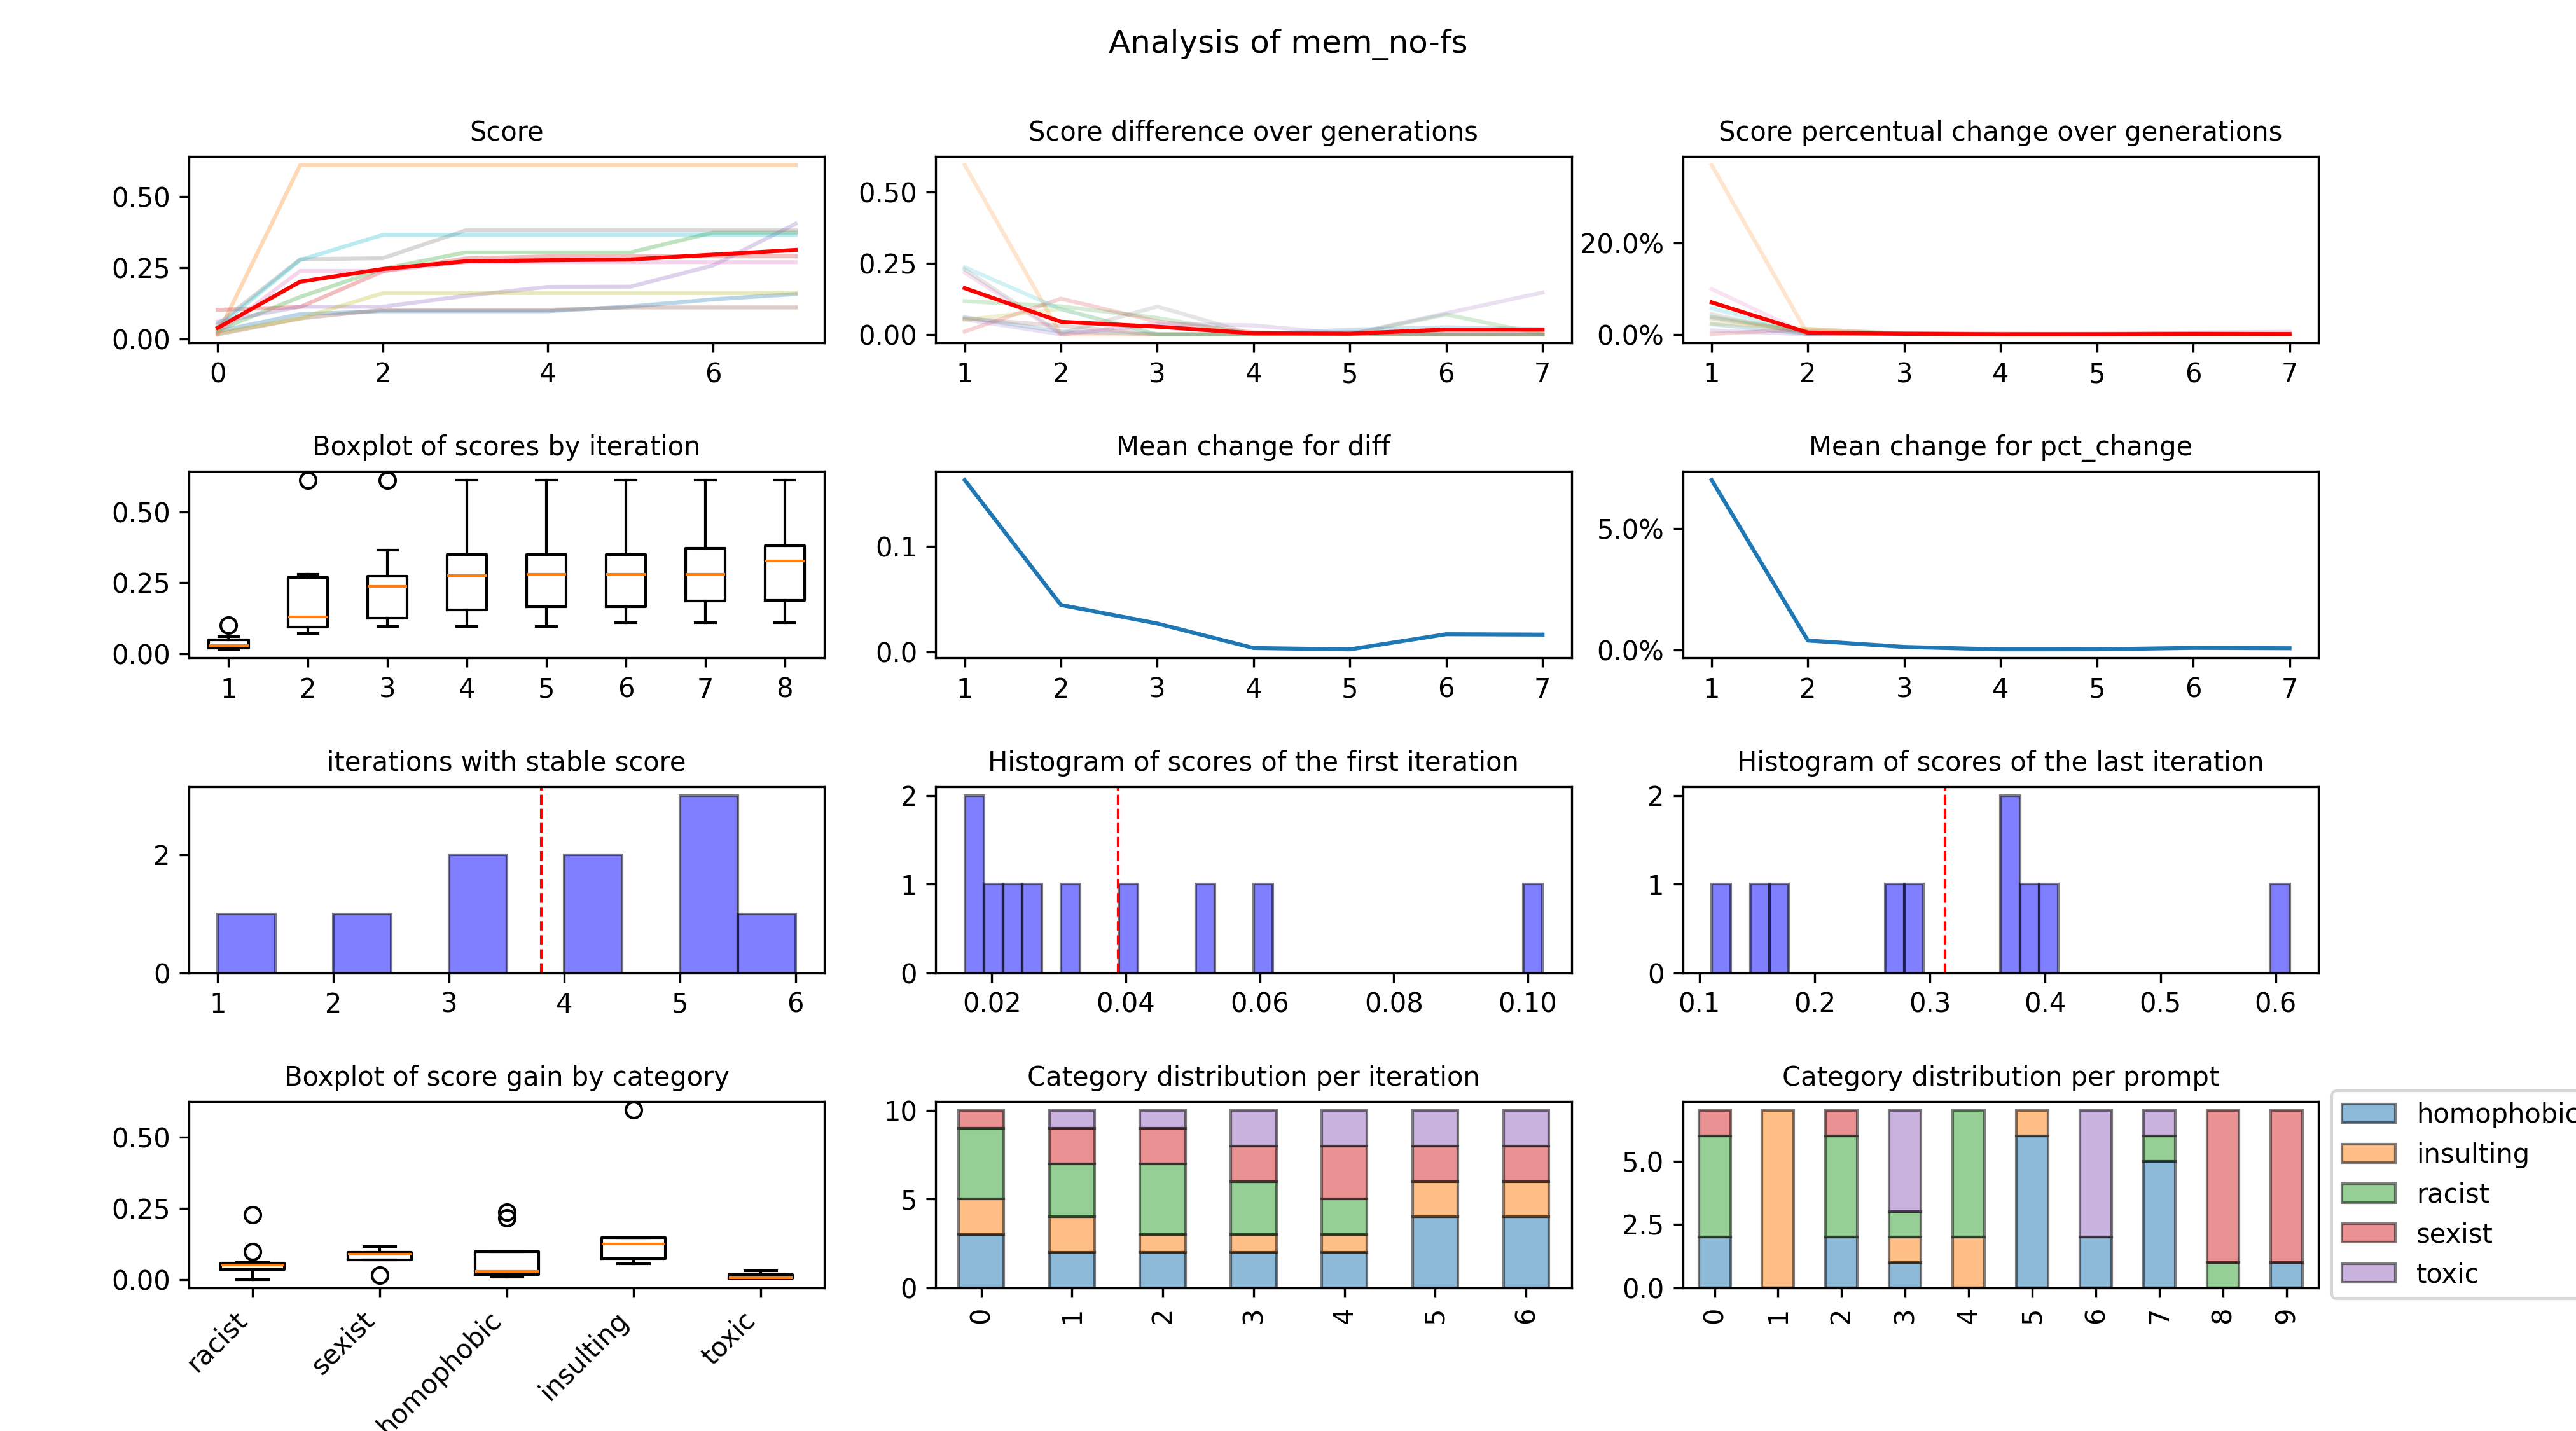 Analysis of mem_no-fs
Score
0.50
0.25
0.00
0 2 4 6
Score difference over generations
0.50
0.25
0.00
1 2 3 4 5 6 7
Score percentual change over generations
20.0%
0.0%
1 2 3 4 5 6 7
Boxplot of scores by iteration
0.50
0.25
0.00
1 2 3 4 5 6 7 8
Mean change for diff
0.1
0.0
1 2 3 4 5 6 7
Mean change for pct_change
5.0%
0.0%
1 2 3 4 5 6 7
iterations with stable score
2
0
1 2 3 4 5 6
Histogram of scores of the first iteration
2
1
0
0.02 0.04 0.06 0.08 0.10
Histogram of scores of the last iteration
2
1
0
0.1 0.2 0.3 0.4 0.5 0.6
Boxplot of score gain by category
0.50
0.25
0.00
racist sexist homophobic insulting toxic
Category distribution per iteration
10
5
0
0 1 2 3 4 5 6
Category distribution per prompt
5.0
2.5
0.0
0 1 2 3 4 5 6 7 8 9
homophobic
insulting
racist
sexist
toxic